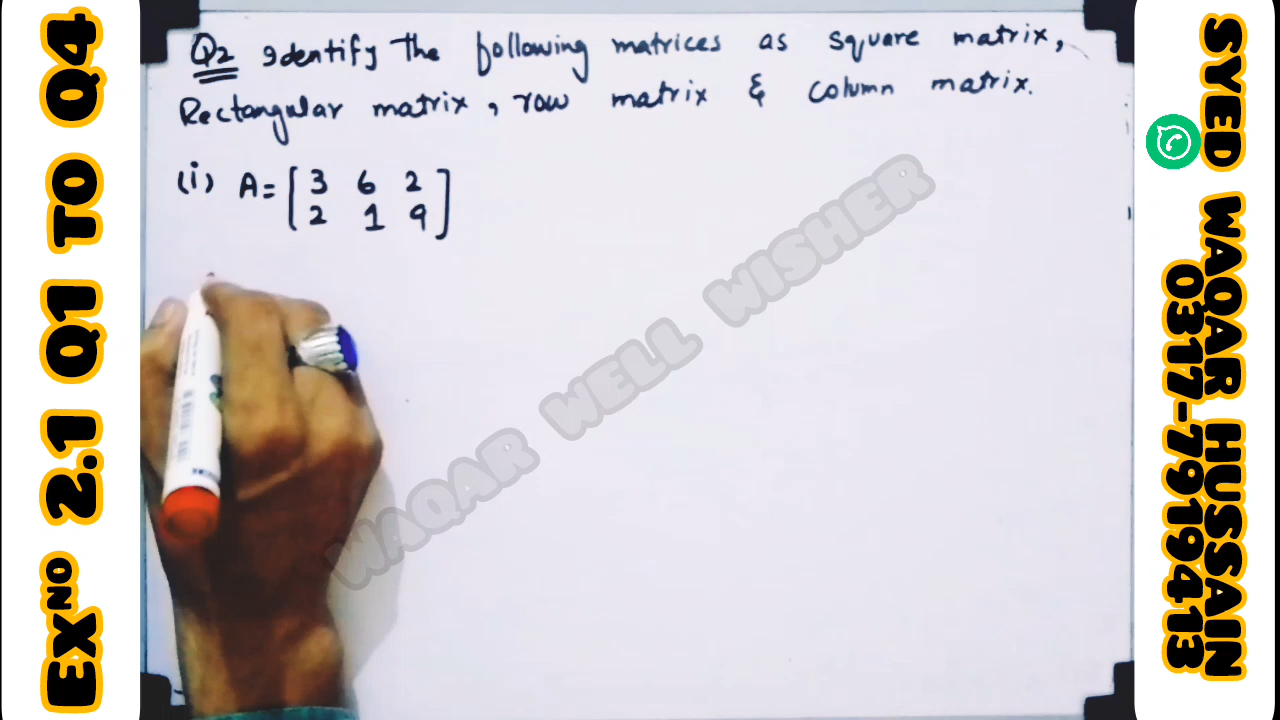 EXNO 2.1 Q1 TO Q4
Q2 Identify the following matrices as square matrix,
Rectangular matrix, row matrix & column matrix.
(i) A= [ 3 6 2
2 1 9 ]
WAQAR WELL WISHER
SYED WAQAR HUSSAIN
0317-7919413